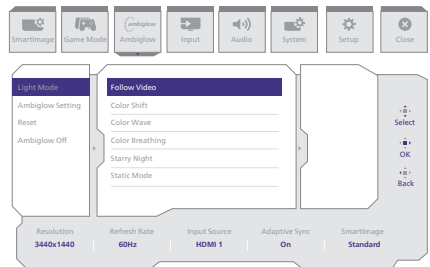 SmartImage
Game Mode
ambiglow
Ambiglow
Input
Audio
System
Setup
Close
Light Mode
Ambiglow Setting
Reset
Ambiglow Off
Follow Video
Color Shift
Color Wave
Color Breathing
Starry Night
Static Mode
Select
OK
Back
Resolution
3440x1440
Refresh Rate
60Hz
Input Source
HDMI 1
Adaptive Sync
On
SmartImage
Standard